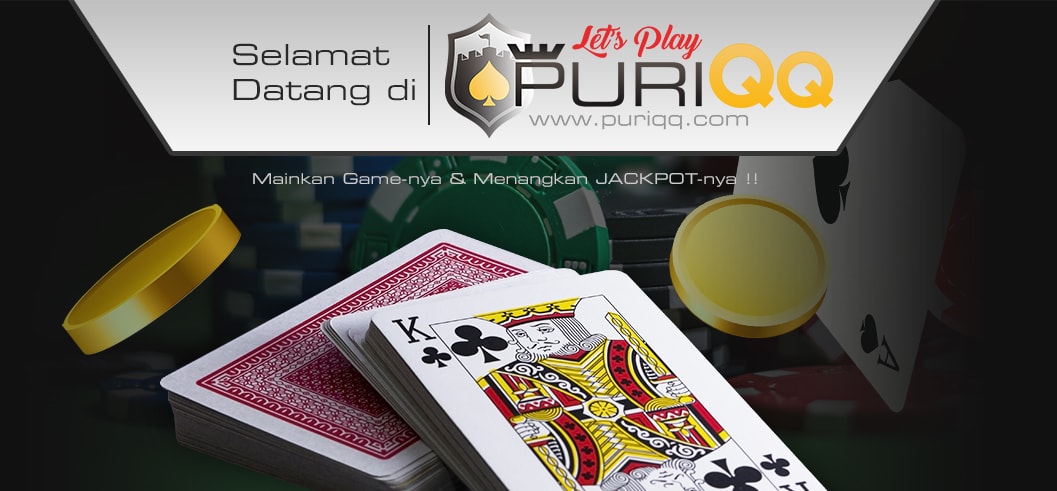 Selamat
Datang di
Let's Play
PURIQQ
www.puriqq.com
Mainkan Game-nya & Menangkan JACKPOT-nya !!
K
A
K